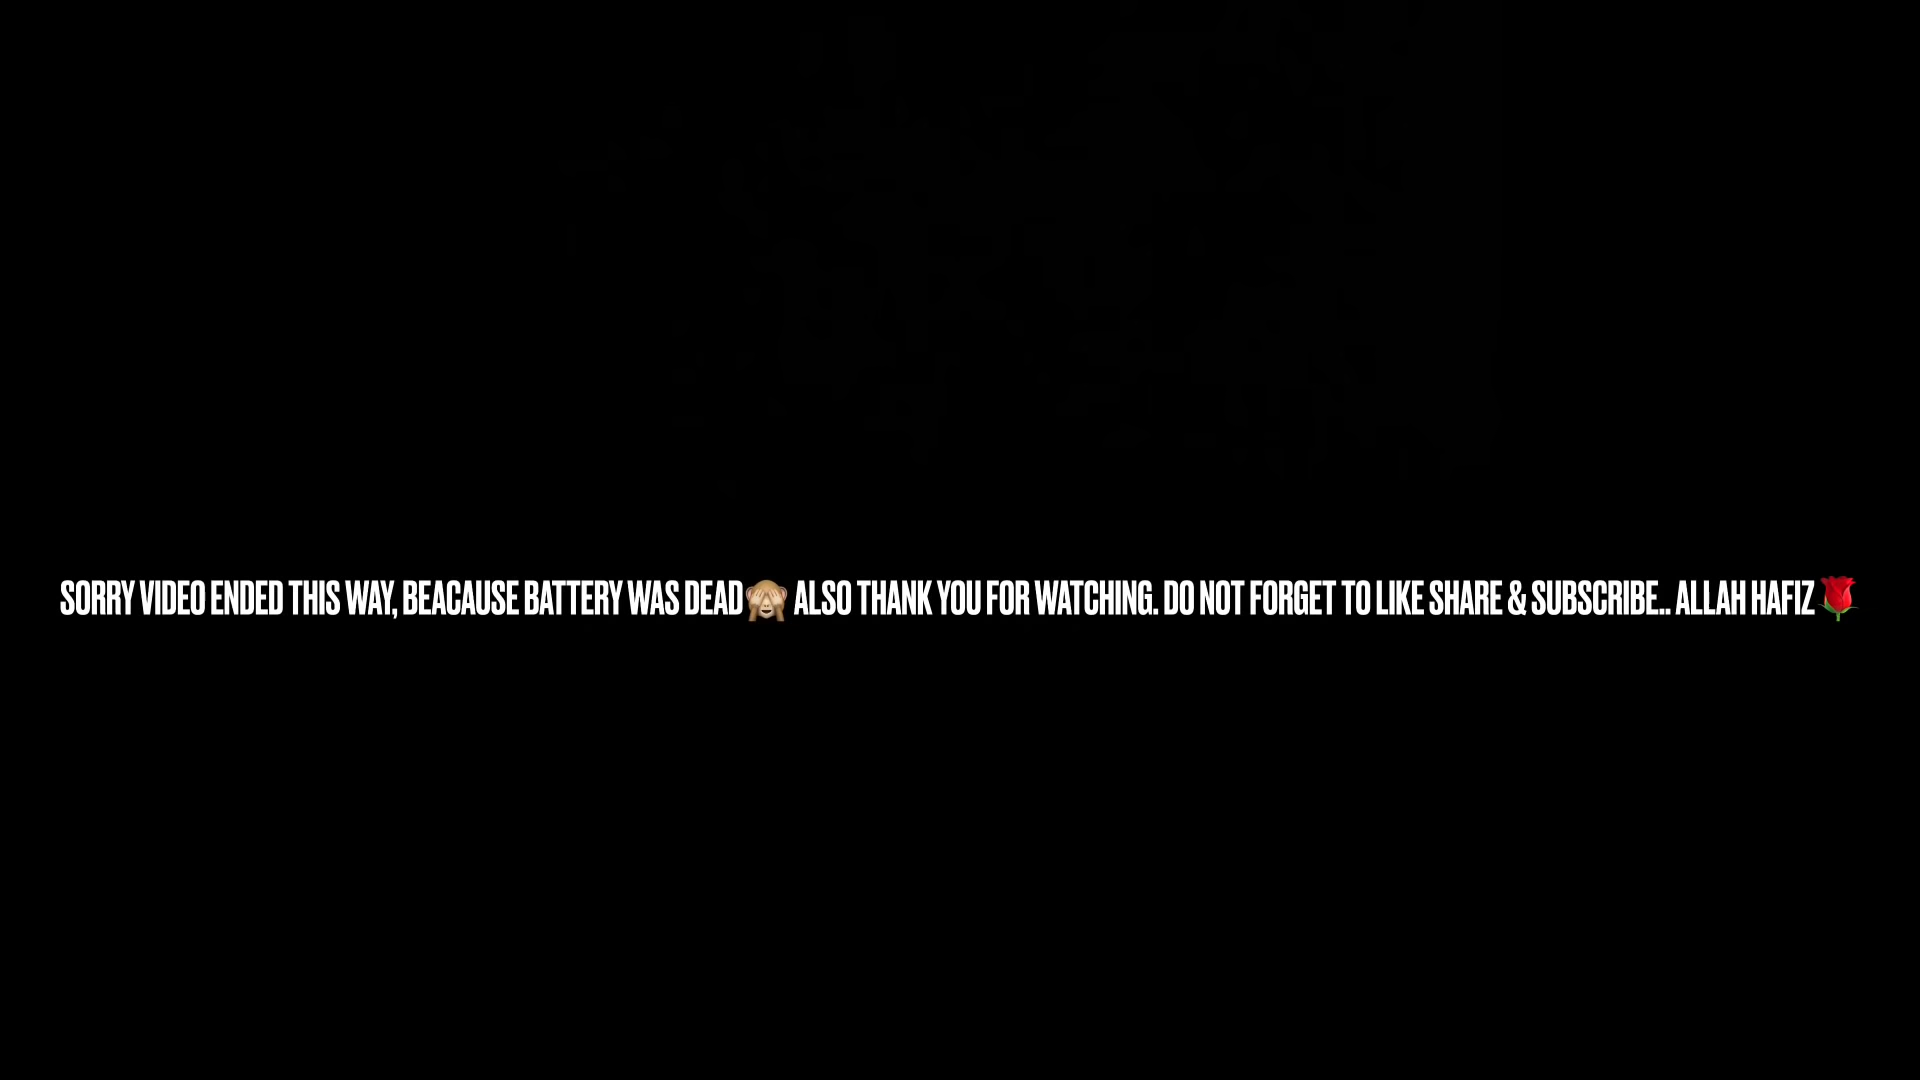 SORRY VIDEO ENDED THIS WAY, BEACAUSE BATTERY WAS DEAD🙈 ALSO THANK YOU FOR WATCHING. DO NOT FORGET TO LIKE SHARE & SUBSCRIBE.. ALLAH HAFIZ🌹